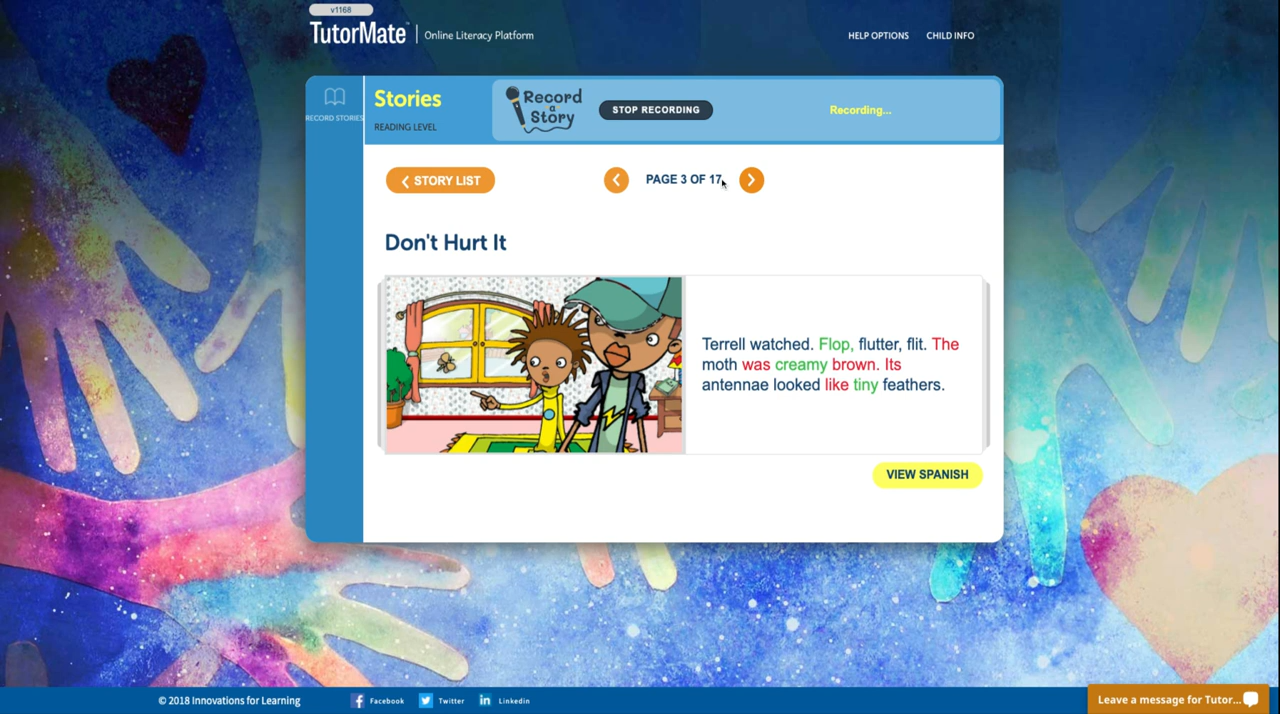 v1168
TutorMate™ | Online Literacy Platform
HELP OPTIONS
CHILD INFO
RECORD STORIES
Stories
READING LEVEL
Record
a
Story
STOP RECORDING
Recording...
STORY LIST
PAGE 3 OF 17
Don't Hurt It
Terrell watched. Flop, flutter, flit. The
moth was creamy brown. Its
antennae looked like tiny feathers.
VIEW SPANISH
© 2018 Innovations for Learning
Facebook
Twitter
Linkedin
Leave a message for Tutor...